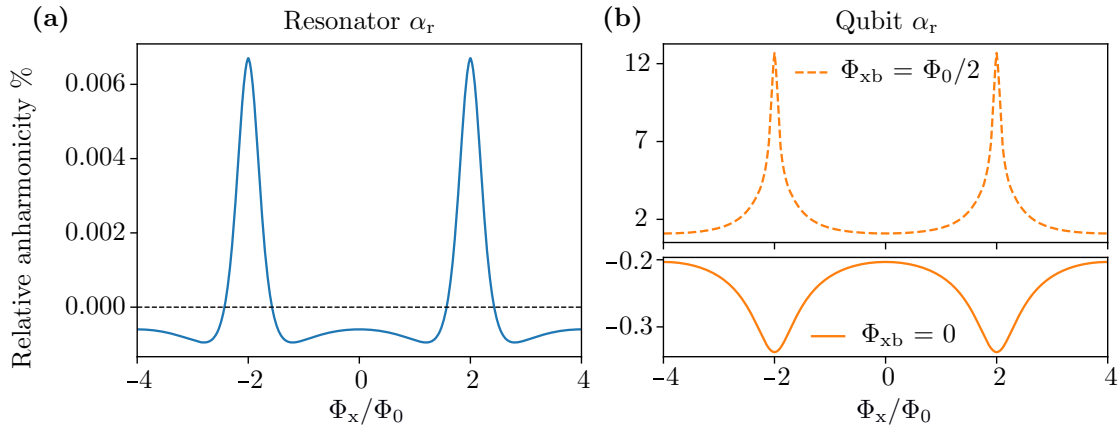 (a)
Resonator αr
Relative anharmonicity %
0.006
0.004
0.002
0.000
−4
−2
0
2
4
Φx/Φ0
(b)
Qubit αr
12
7
2
Φxb = Φ0/2
−0.2
−0.3
Φxb = 0
−4
−2
0
2
4
Φx/Φ0